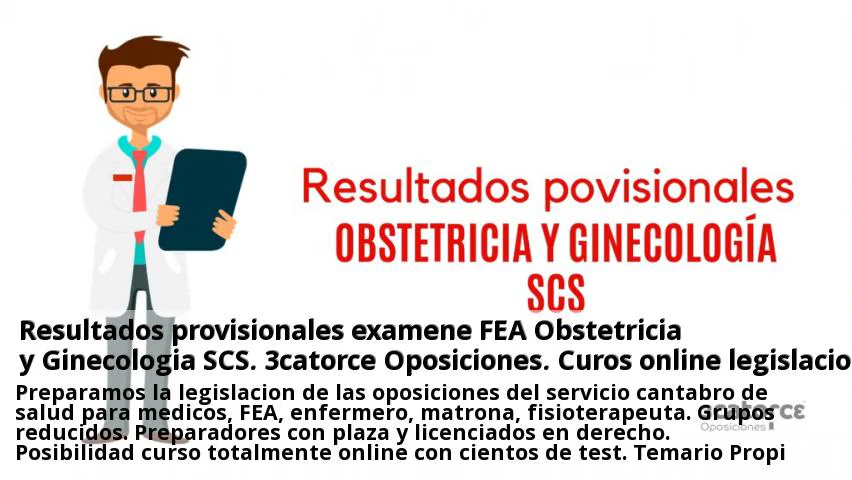 Resultados povisionales
OBSTETRICIA Y GINECOLOGÍA
SCS
Resultados provisionales examene FEA Obstetricia
y Ginecologia SCS. 3catorce Oposiciones. Curos online legislacio
Preparamos la legislacion de las oposiciones del servicio cantabro de
salud para medicos, FEA, enfermero, matrona, fisioterapeuta. Grupos
reducidos. Preparadores con plaza y licenciados en derecho.
Oposiciones
Posibilidad curso totalmente online con cientos de test. Temario Propi